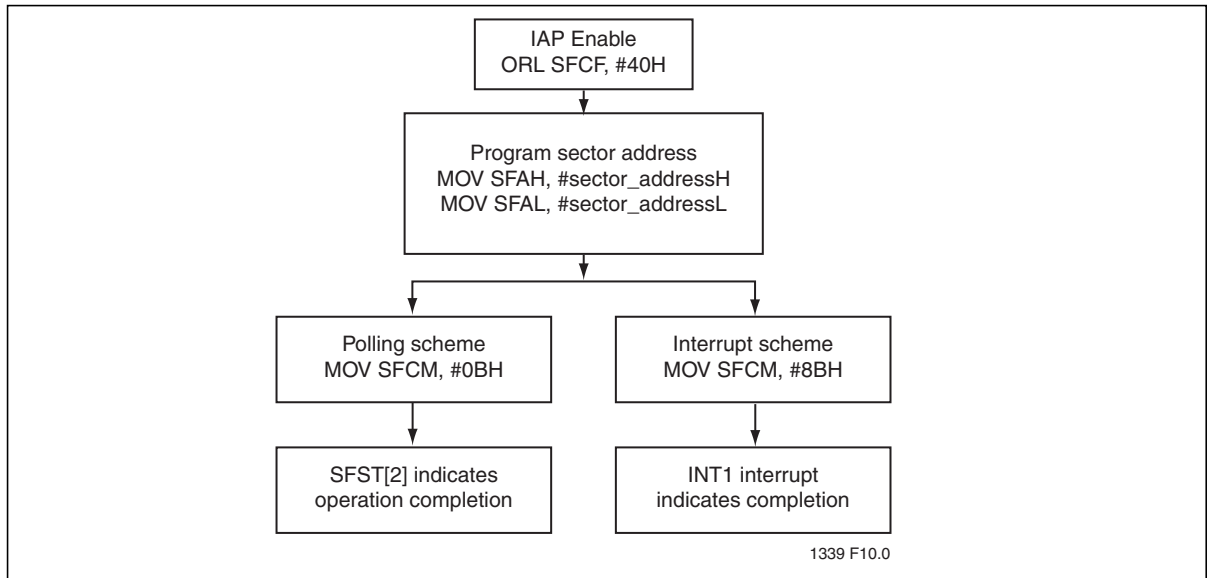 IAP Enable
ORL SFCF, #40H
Program sector address
MOV SFAH, #sector_addressH
MOV SFAL, #sector_addressL
Polling scheme
MOV SFCM, #0BH
Interrupt scheme
MOV SFCM, #8BH
SFST[2] indicates
operation completion
INT1 interrupt
indicates completion
1339 F10.0